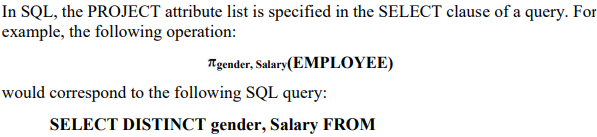 In SQL, the PROJECT attribute list is specified in the SELECT clause of a query. For
example, the following operation:
πgender, Salary(EMPLOYEE)
would correspond to the following SQL query:
SELECT DISTINCT gender, Salary FROM